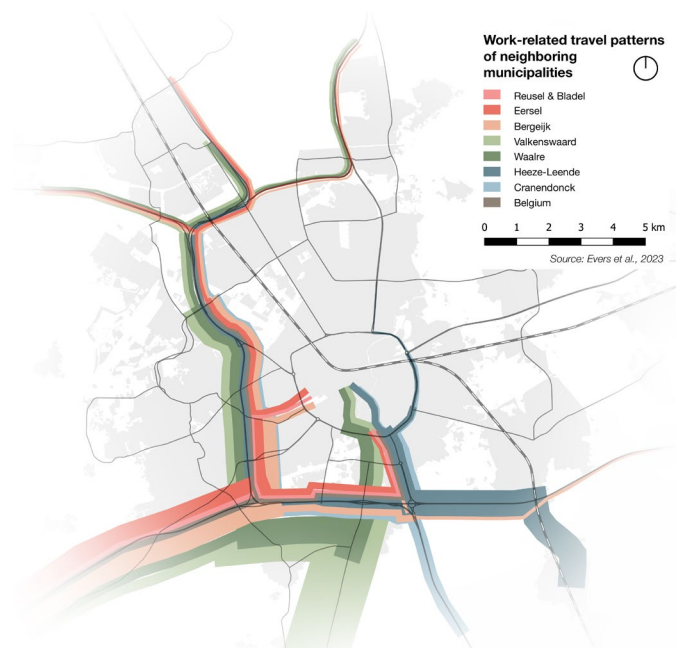 Work-related travel patterns
of neighboring
municipalities
Reusel & Bladel
Eersel
Bergeijk
Valkenswaard
Waalre
Heeze-Leende
Cranendonck
Belgium
0 1 2 3 4 5 km
Source: Evers et al., 2023